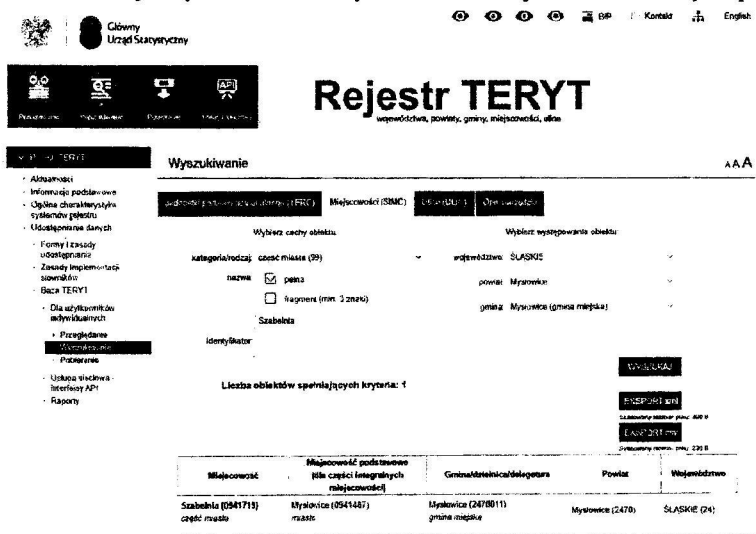 Główny
Urząd Statystyczny
BIP
Kontakt
English
Rejestr TERYT
województwa, powiaty, gminy, miejscowości, ulice
TERYT
Wyszukiwanie
A A A
Aktualności
Informacje podstawowe
Ogólna charakterystyka
systemów rejestru
Udostępnianie danych
Formy i zasady
udostępniania
Zasady implementacji
słowników
Baza TERYT
Dla użytkowników
indywidualnych
Przeglądanie
Wyszukiwanie
Pobieranie
Usługa sieciowa -
interfejsy API
Raporty
(TERC)
Miejscowości (SIMC)
Wybierz cechy obiektu
Wybierz występowanie obiektu
kategoria/rodzaj: część miasta (99)
województwo: ŚLĄSKIE
nazwa: pełna
powiat: Mysłowice
fragment (min. 3 znaki)
gmina: Mysłowice (gmina miejska)
Szabelnia
identyfikator
WYSZUKAJ
Liczba obiektów spełniających kryteria: 1
EKSPORT xml
EKSPORT
Miejscowość
Miejscowość podstawowa
(dla części integralnych
miejscowości)
Gmina/dzielnica/delegatura
Powiat
Województwo
Szabelnia (0941719)
część miasta
Mysłowice (0941487)
miasto
Mysłowice (2470011)
gmina miejska
Mysłowice (2470)
ŚLĄSKIE (24)